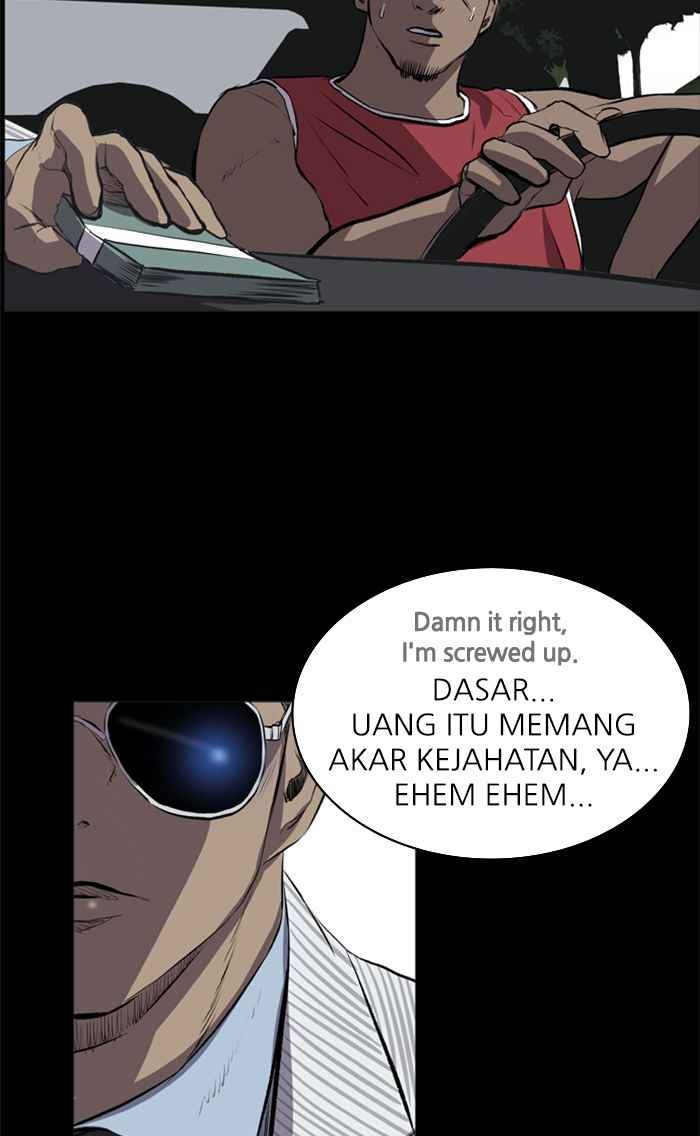 Damn it right,
I'm screwed up.
DASAR...
UANG ITU MEMANG
AKAR KEJAHATAN, YA...
EHEM EHEM...